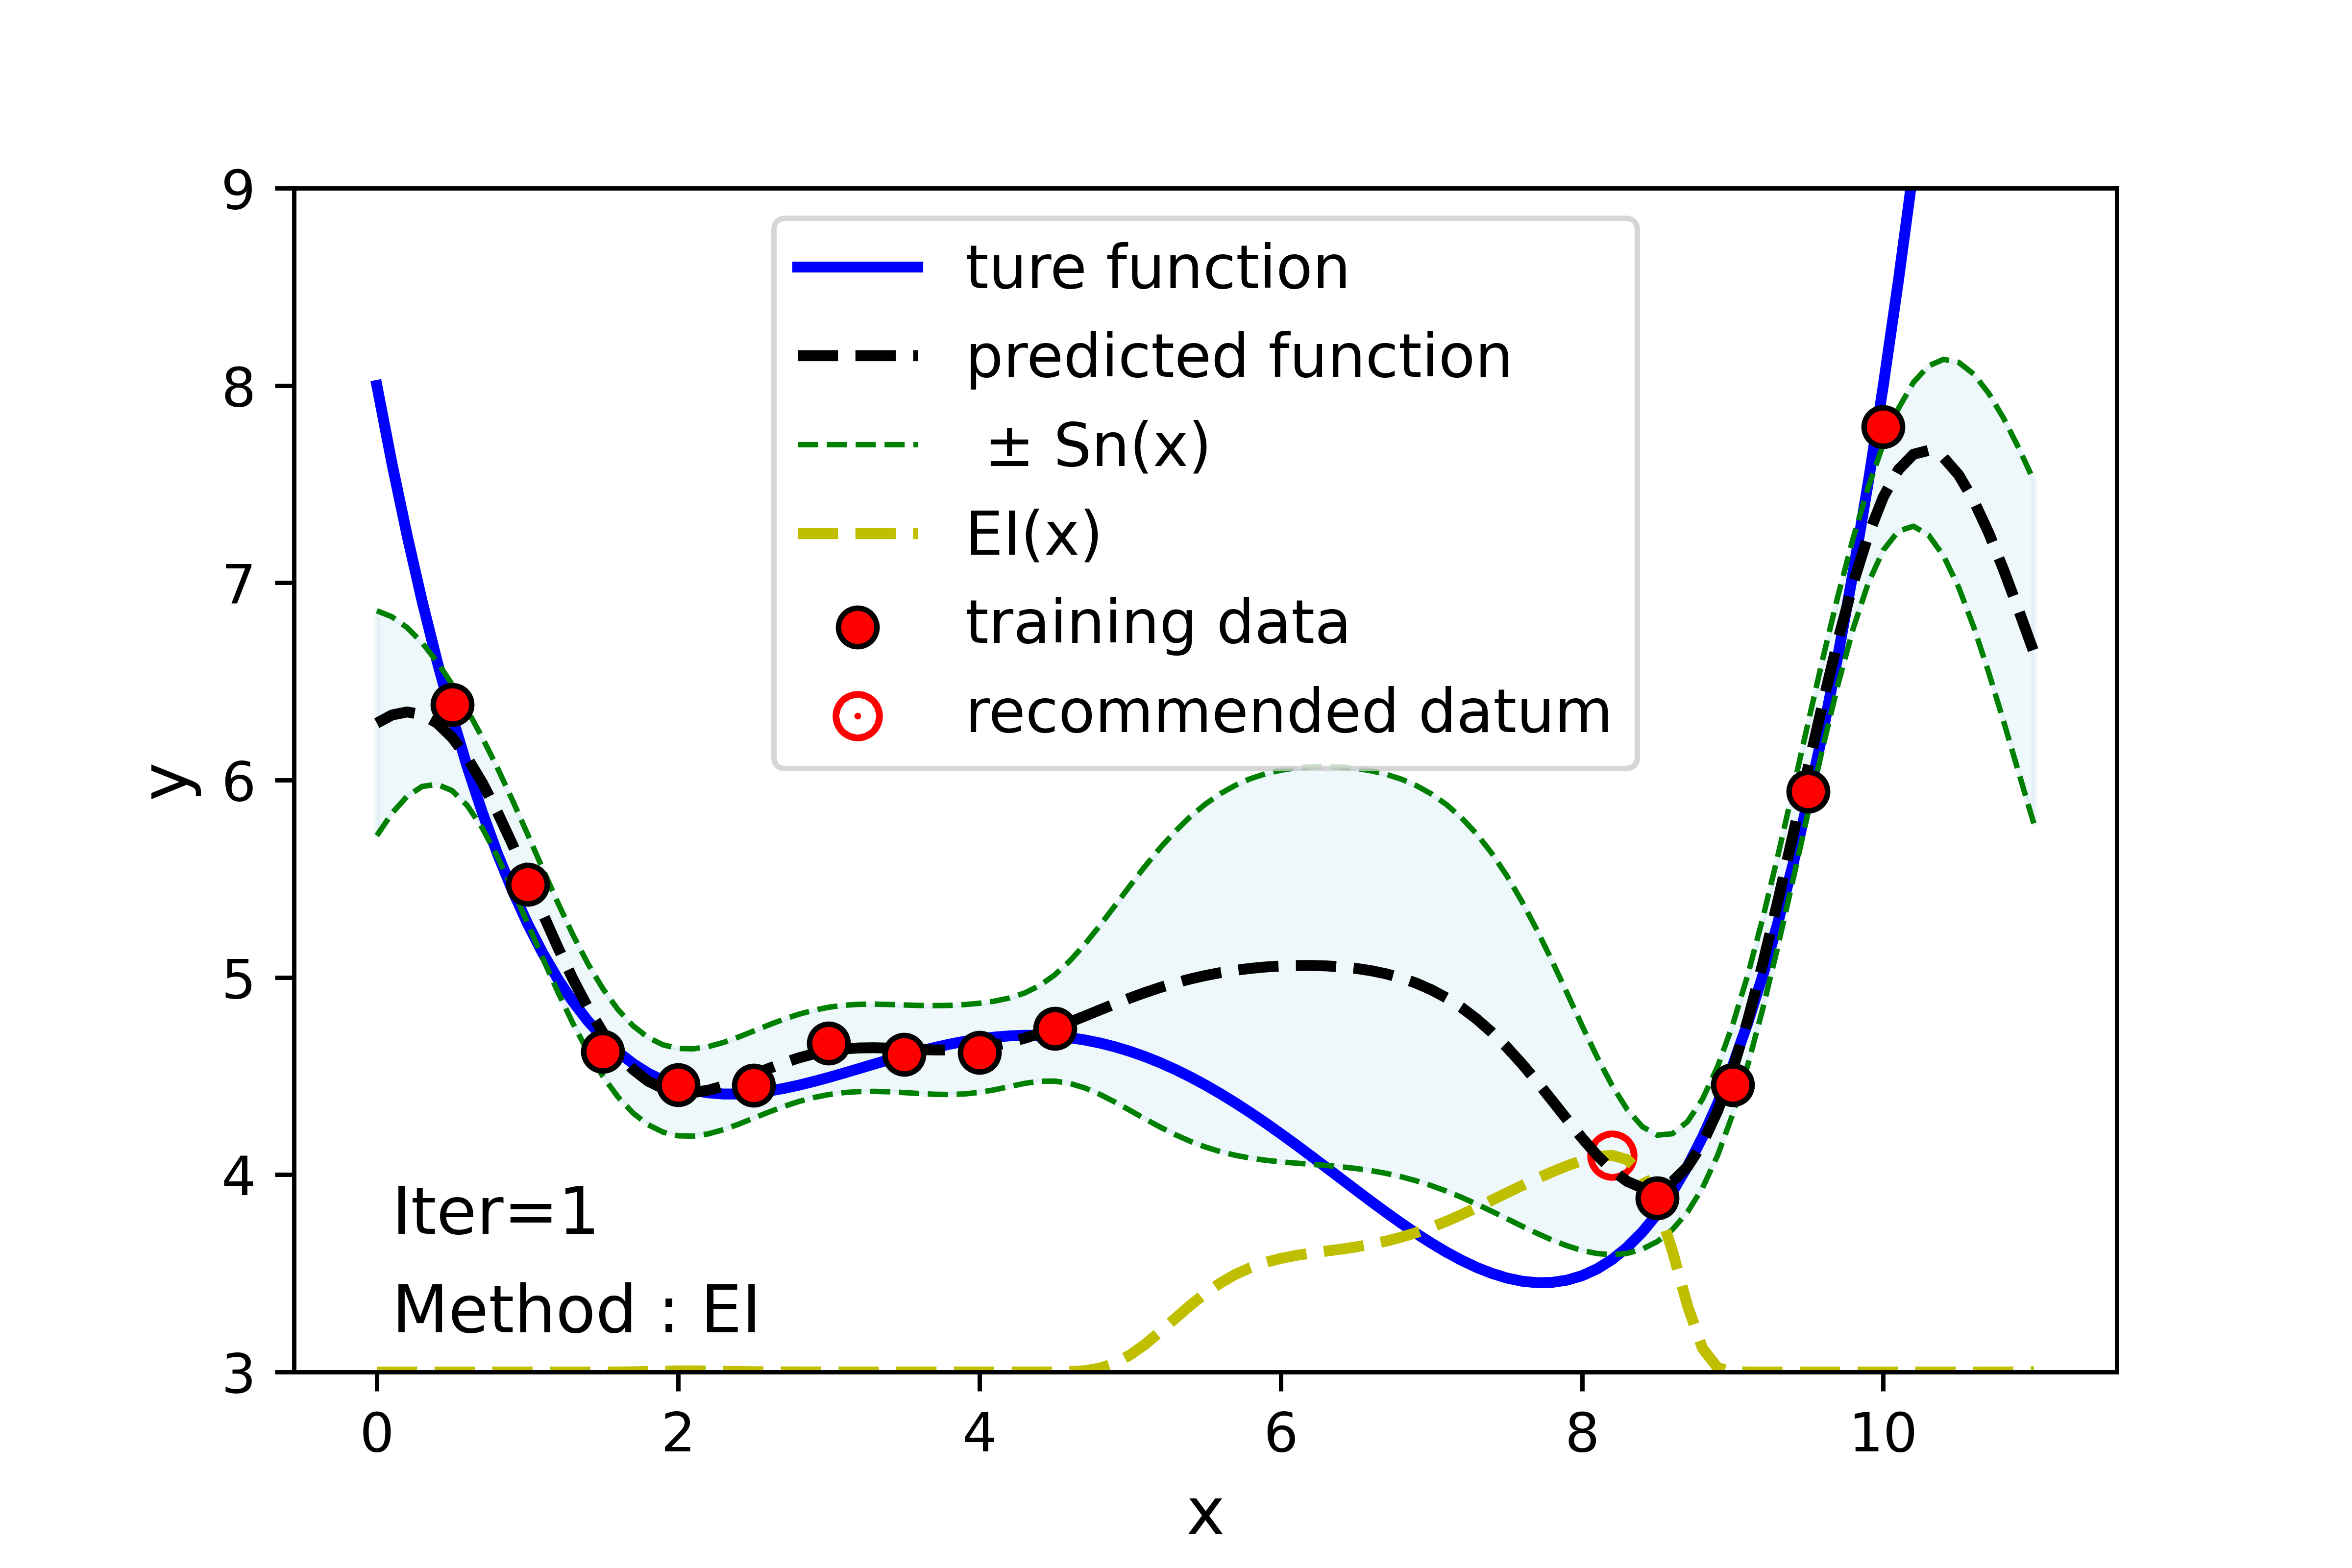 9
8
7
6
5
4
3
y
ture function
predicted function
± Sn(x)
EI(x)
training data
recommended datum
Iter=1
Method : EI
0 2 4 6 8 10
x